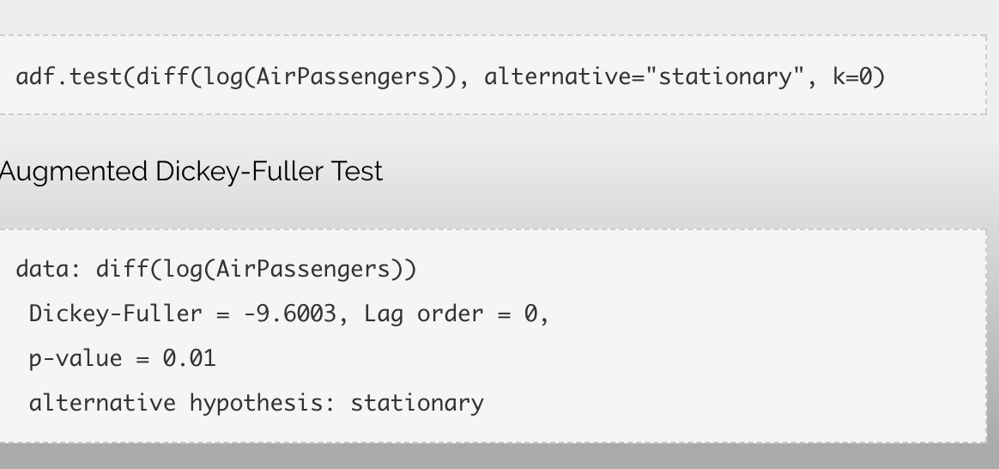 adf.test(diff(log(AirPassengers)), alternative="stationary", k=0)
Augmented Dickey-Fuller Test
data: diff(log(AirPassengers))
Dickey-Fuller = -9.6003, Lag order = 0,
p-value = 0.01
alternative hypothesis: stationary